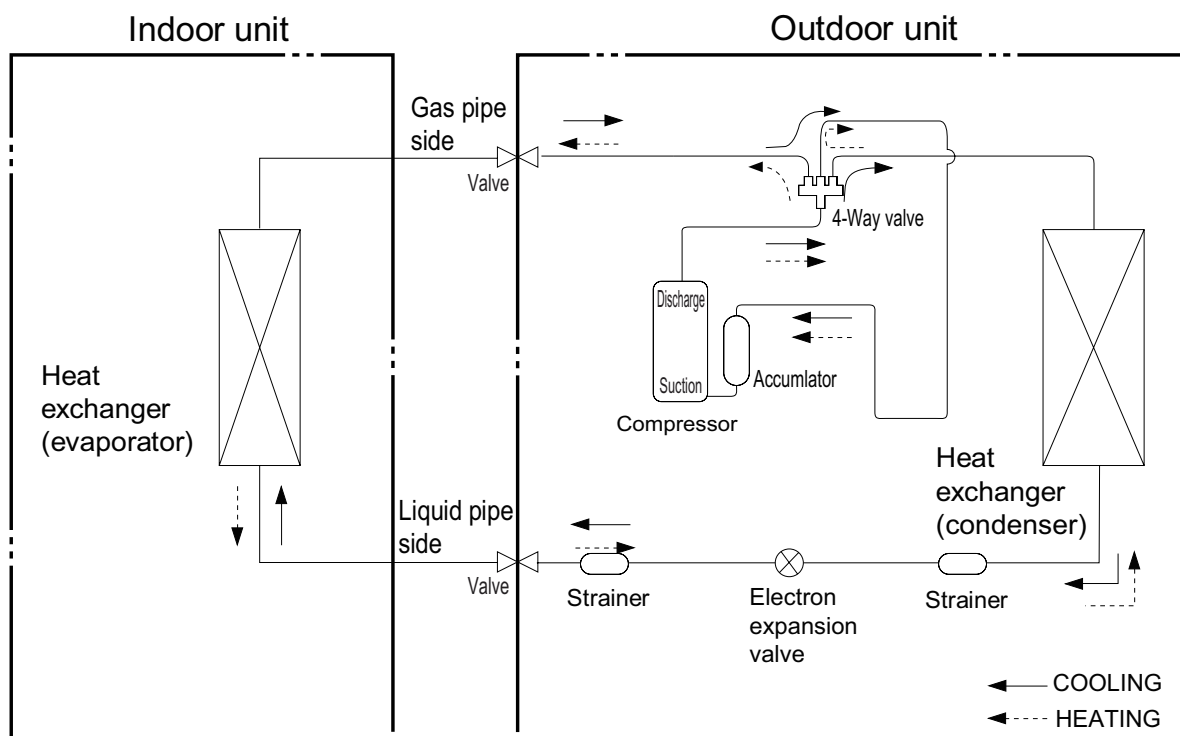 Indoor unit
Outdoor unit
Gas pipe
side
Valve
4-Way valve
Discharge
Suction
Accumlator
Compressor
Heat
exchanger
(evaporator)
Heat
exchanger
(condenser)
Liquid pipe
side
Valve
Strainer
Electron
expansion
valve
Strainer
COOLING
HEATING